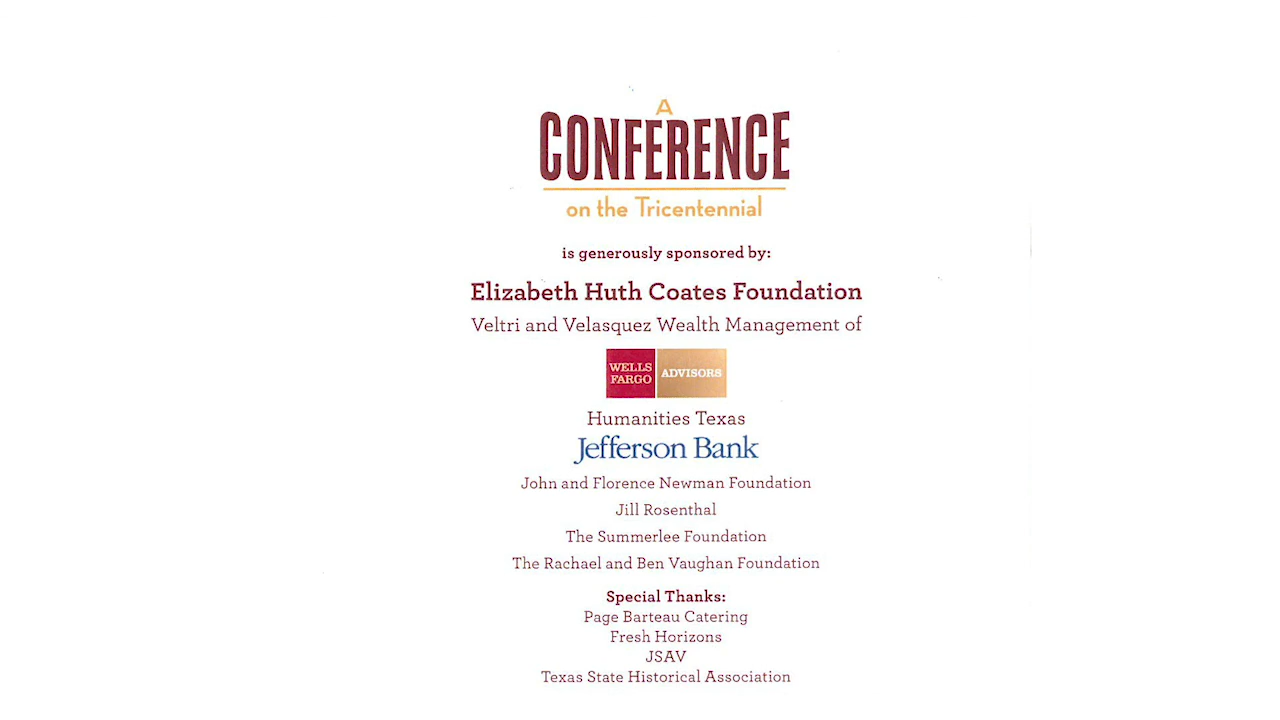 A
CONFERENCE
on the Tricentennial
is generously sponsored by:
Elizabeth Huth Coates Foundation
Veltri and Velasquez Wealth Management of
WELLS
FARGO
ADVISORS
Humanities Texas
Jefferson Bank
John and Florence Newman Foundation
Jill Rosenthal
The Summerlee Foundation
The Rachael and Ben Vaughan Foundation
Special Thanks:
Page Barteau Catering
Fresh Horizons
JSAV
Texas State Historical Association